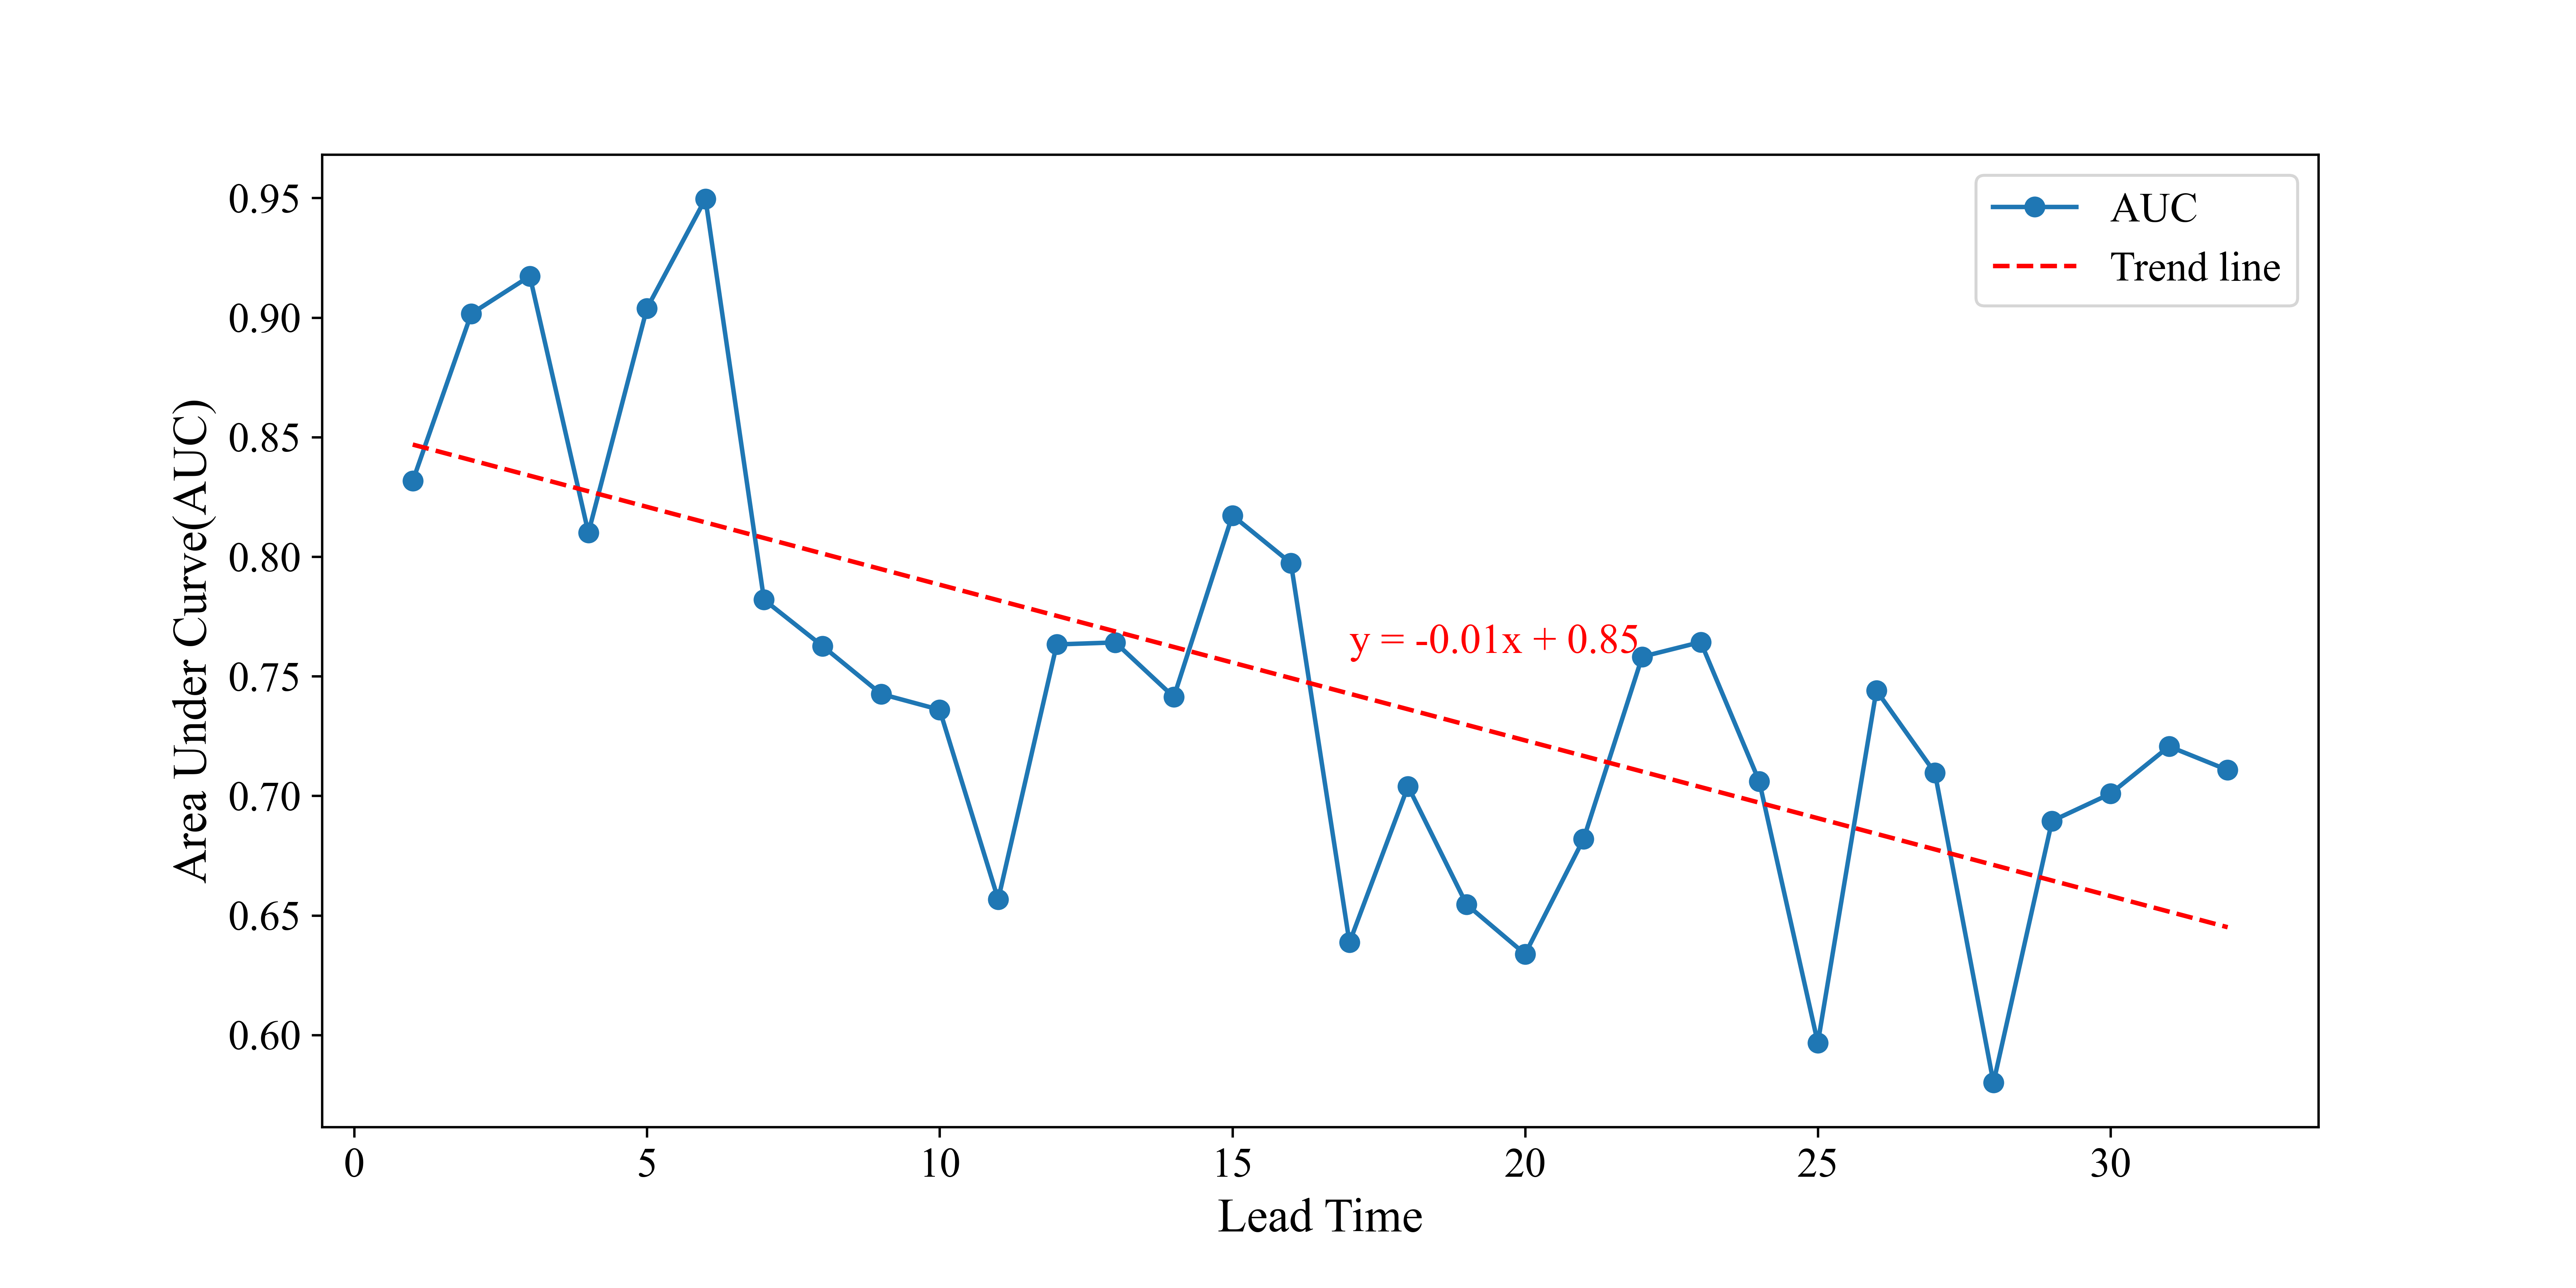 0.95
0.90
0.85
0.80
0.75
0.70
0.65
0.60
Area Under Curve(AUC)
AUC
Trend line
y = -0.01x + 0.85
0 5 10 15 20 25 30
Lead Time